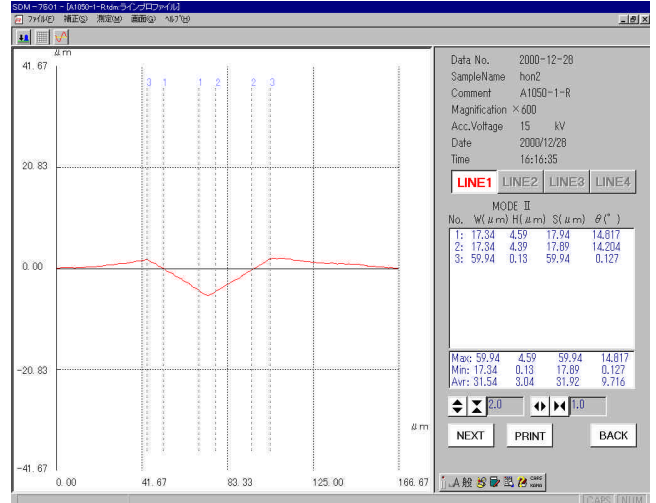 SDM-7501 - [A1050-1-R.tdm:ラインプロファイル]
ファイル(F) 補正(S) 測定(M) 画面(G) ヘルプ(H)
μm
41.67
20.83
0.00
-20.83
-41.67
3 1 1 2 2 3
μm
0.00 41.67 83.33 125.00 166.67
Data No. 2000-12-28
SampleName hon2
Comment A1050-1-R
Magnification ×600
Acc.Voltage 15 kV
Date 2000/12/28
Time 16:16:35
LINE1 LINE2 LINE3 LINE4
MODE Ⅱ
No. W(μm) H(μm) S(μm) θ(°)
1: 17.34 4.59 17.94 14.817
2: 17.34 4.39 17.89 14.204
3: 59.94 0.13 59.94 0.127
Max: 59.94 4.59 59.94 14.817
Min: 17.34 0.13 17.89 0.127
Avr: 31.54 3.04 31.92 9.716
2.0 1.0
NEXT PRINT BACK
A 般 CAPS KANA
CAPS NUM